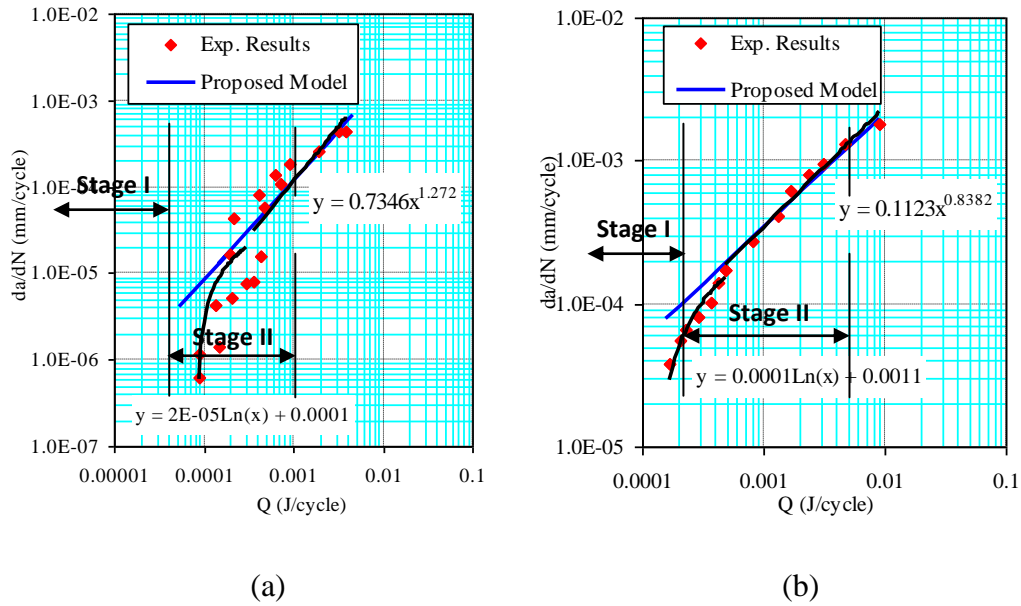 1.0E-02
Exp. Results
Proposed Model
1.0E-03
1.0E-04
Stage I
y = 0.7346x^1.272
1.0E-05
Stage II
1.0E-06
y = 2E-05Ln(x) + 0.0001
1.0E-07
0.00001 0.0001 0.001 0.01 0.1
Q (J/cycle)
da/dN (mm/cycle)
(a)
1.0E-02
Exp. Results
Proposed Model
1.0E-03
y = 0.1123x^0.8382
Stage I
1.0E-04
Stage II
y = 0.0001Ln(x) + 0.0011
1.0E-05
0.0001 0.001 0.01 0.1
Q (J/cycle)
da/dN (mm/cycle)
(b)